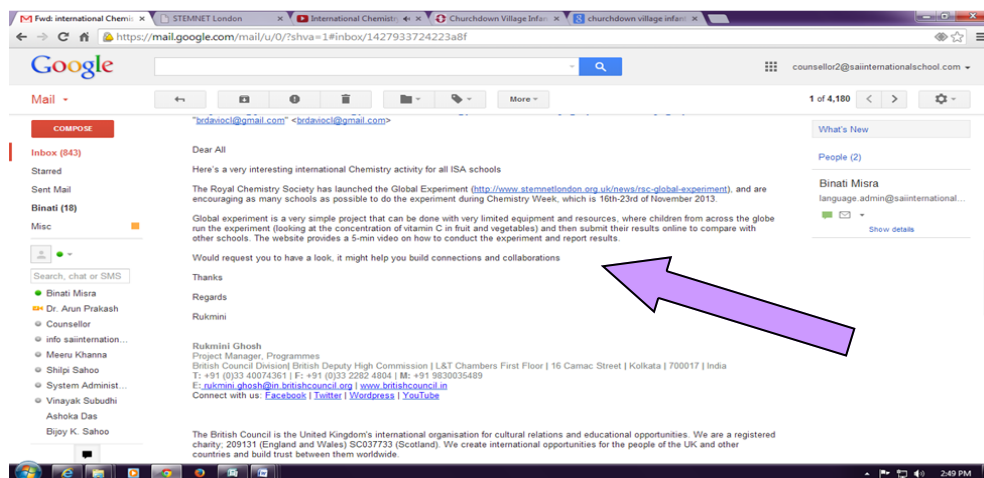 Fwd: international Chemis
STEMNET London
International Chemist
Churchdown Village Infan
churchdown village infant
https://mail.google.com/mail/u/0/?shva=1#inbox/1427933724223a8f
Google
counsellor2@saiinternationalschool.com
Mail
More
1 of 4,180
COMPOSE
Inbox (843)
Starred
Sent Mail
Binati (18)
Misc
Search, chat or SMS
Binati Misra
Dr. Arun Prakash
Counsellor
info saiinternation...
Meeru Khanna
Shilpi Sahoo
System Administ...
Vinayak Subudhi
Ashoka Das
Bijoy K. Sahoo
"brdaviocl@gmail.com" <brdaviocl@gmail.com>
Dear All
Here's a very interesting international Chemistry activity for all ISA schools
The Royal Chemistry Society has launched the Global Experiment (http://www.stemnetlondon.org.uk/news/rsc-global-experiment), and are
encouraging as many schools as possible to do the experiment during Chemistry Week, which is 16th-23rd of November 2013.
Global experiment is a very simple project that can be done with very limited equipment and resources, where children from across the globe
run the experiment (looking at the concentration of vitamin C in fruit and vegetables) and then submit their results online to compare with
other schools. The website provides a 5-min video on how to conduct the experiment and report results.
Would request you to have a look, it might help you build connections and collaborations
Thanks
Regards
Rukmini
Rukmini Ghosh
Project Manager, Programmes
British Council Division| British Deputy High Commission | L&T Chambers First Floor | 16 Camac Street | Kolkata | 700017 | India
T: +91 (0)33 40074361 | F: +91 (0)33 2282 4804 | M: +91 9830035489
E: rukmini.ghosh@in.britishcouncil.org | www.britishcouncil.in
Connect with us: Facebook | Twitter | Wordpress | YouTube
The British Council is the United Kingdom's international organisation for cultural relations and educational opportunities. We are a registered
charity: 209131 (England and Wales) SC037733 (Scotland). We create international opportunities for the people of the UK and other
countries and build trust between them worldwide.
What's New
People (2)
Binati Misra
language.admin@saiinternational...
Show details
2:49 PM